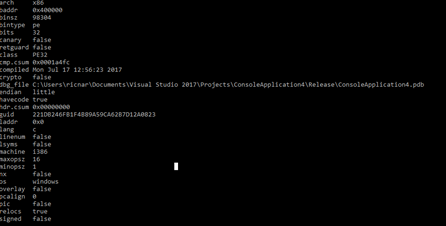 arch x86
baddr 0x400000
binsz 98304
bintype pe
bits 32
canary false
retguard false
class PE32
cmp.csum 0x0001a4fc
compiled Mon Jul 17 12:56:23 2017
crypto false
dbg_file C:\Users\ricnar\Documents\Visual Studio 2017\Projects\ConsoleApplication4\Release\ConsoleApplication4.pdb
endian little
havecode true
hdr.csum 0x00000000
guid
laddr 0x0
lang c
linenum false
lsyms false
machine i386
maxopsz 16
minopsz 1
nx false
os windows
overlay false
pcalign 0
pic false
relocs true
signed false